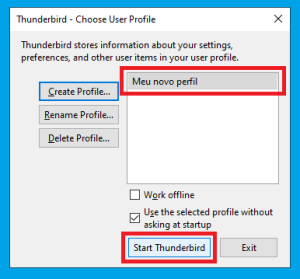 Thunderbird - Choose User Profile
Thunderbird stores information about your settings,
preferences, and other user items in your user profile.
Create Profile...
Rename Profile...
Delete Profile...
Meu novo perfil
Work offline
Use the selected profile without
asking at startup
Start Thunderbird
Exit